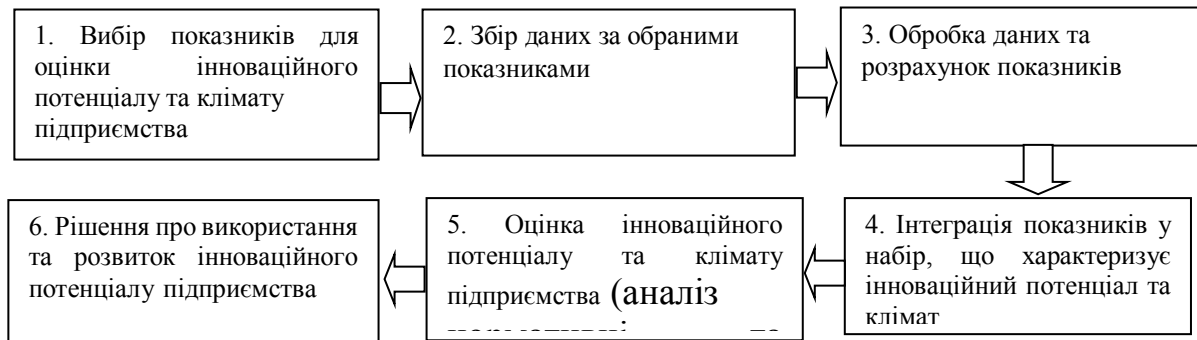 1. Вибір показників для
оцінки інноваційного
потенціалу та клімату
підприємства
2. Збір даних за обраними
показниками
3. Обробка даних та
розрахунок показників
4. Інтеграція показників у
набір, що характеризує
інноваційний потенціал та
клімат
5. Оцінка інноваційного
потенціалу та клімату
підприємства (аналіз
та
6. Рішення про використання
та розвиток інноваційного
потенціалу підприємства